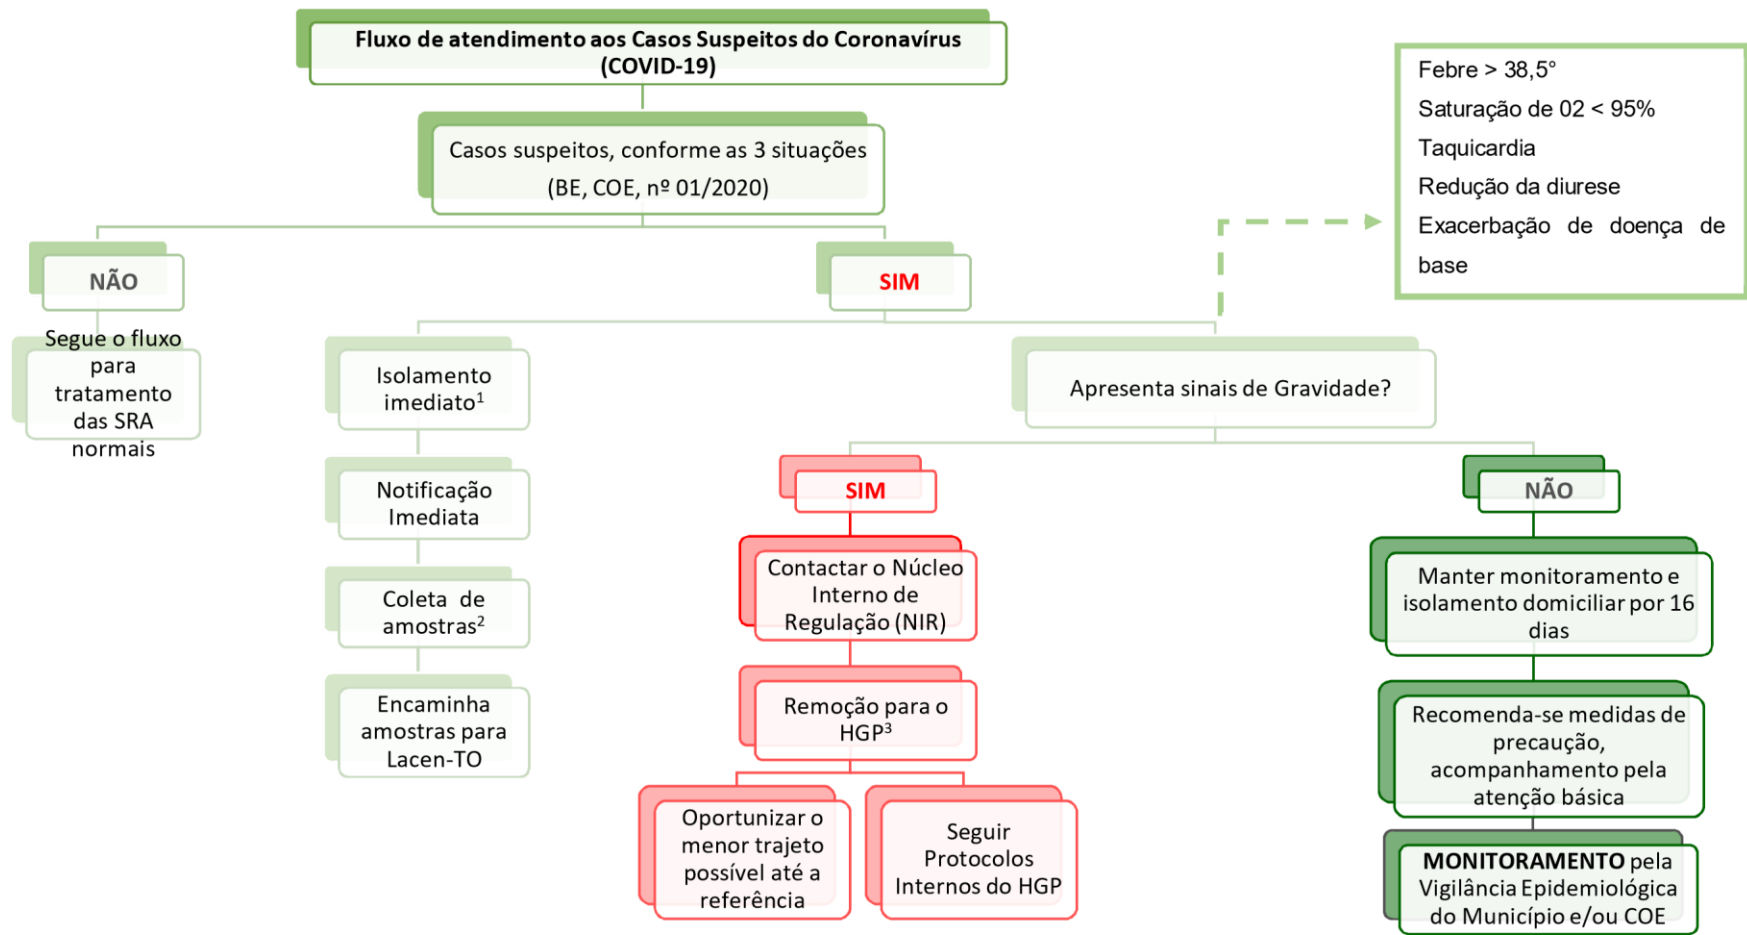 Fluxo de atendimento aos Casos Suspeitos do Coronavírus
(COVID-19)
Casos suspeitos, conforme as 3 situações
(BE, COE, nº 01/2020)
Febre > 38,5°
Saturação de 02 < 95%
Taquicardia
Redução da diurese
Exacerbação de doença de
base
NÃO
Segue o fluxo
para
tratamento
das SRA
normais
SIM
Isolamento
imediato¹
Notificação
Imediata
Coleta de
amostras²
Encaminha
amostras para
Lacen-TO
Apresenta sinais de Gravidade?
SIM
Contactar o Núcleo
Interno de
Regulação (NIR)
Remoção para o
HGP³
Oportunizar o
menor trajeto
possível até a
referência
Seguir
Protocolos
Internos do HGP
NÃO
Manter monitoramento e
isolamento domiciliar por 16
dias
Recomenda-se medidas de
precaução,
acompanhamento pela
atenção básica
MONITORAMENTO pela
Vigilância Epidemiológica
do Município e/ou COE